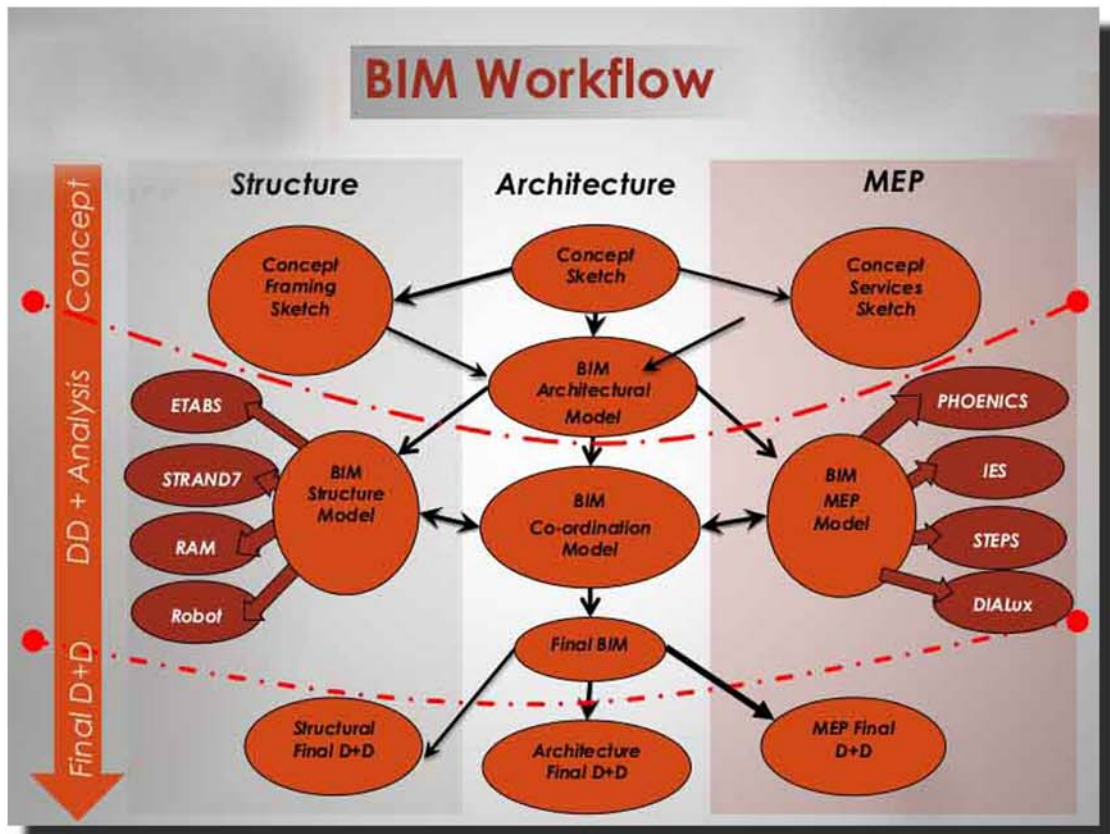 BIM Workflow
Structure
Architecture
MEP
Concept
DD + Analysis
Final D+D
Concept
Framing
Sketch
Concept
Sketch
Concept
Services
Sketch
BIM
Architectural
Model
ETABS
STRAND7
RAM
Robot
BIM
Structure
Model
BIM
Co-ordination
Model
BIM
MEP
Model
PHOENICS
IES
STEPS
DIALux
Final BIM
Structural
Final D+D
Architecture
Final D+D
MEP Final
D+D